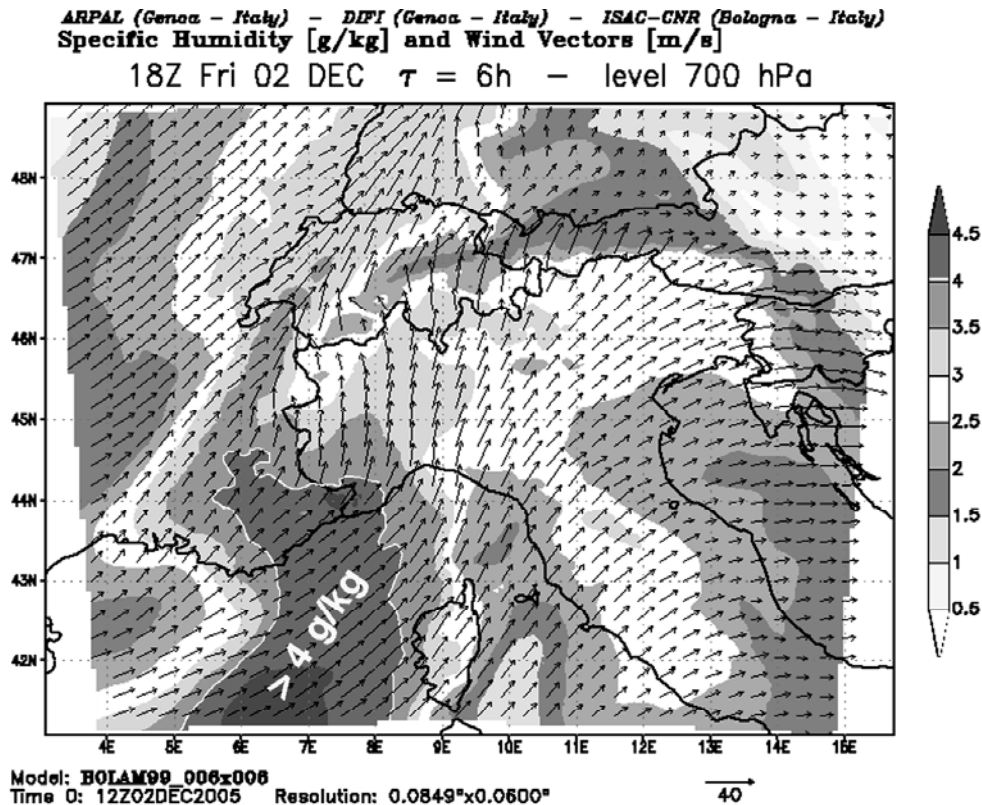 ARPAL (Genoa – Italy) – DIFI (Genoa – Italy) – ISAC-CNR (Bologna – Italy)
Specific Humidity [g/kg] and Wind Vectors [m/s]
18Z Fri 02 DEC τ = 6h – level 700 hPa
48N
47N
46N
45N
44N
43N
42N
4.5
4
3.5
3
2.5
2
1.5
1
0.5
> 4 g/kg
4E 5E 6E 7E 8E 9E 10E 11E 12E 13E 14E 15E
Model: BOLAM99_006x006
Time 0: 12Z02DEC2005 Resolution: 0.0849°x0.0600°
40